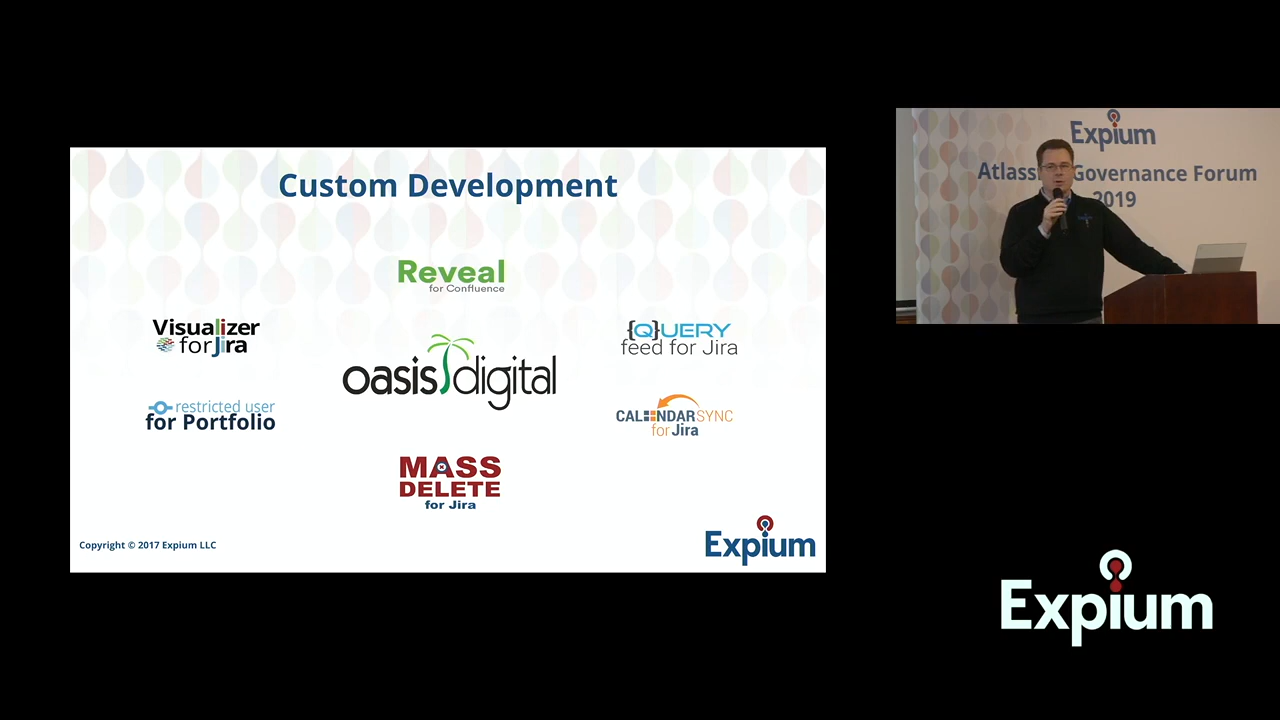 Custom Development
Reveal
for Confluence
Visualizer
for Jira
{Q}UERY
feed for Jira
oasis digital
restricted user
for Portfolio
CALENDAR SYNC
for Jira
MASS
DELETE
for Jira
Copyright © 2017 Expium LLC
Expium
Expium
Governance Forum
2019
Expium